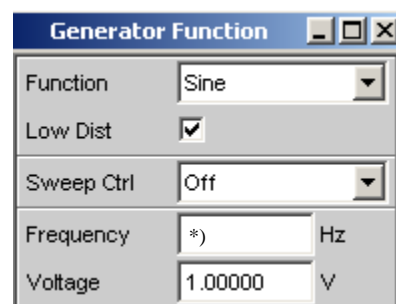 Generator Function
Function Sine
Low Dist
Sweep Ctrl Off
Frequency *) Hz
Voltage 1.00000 V